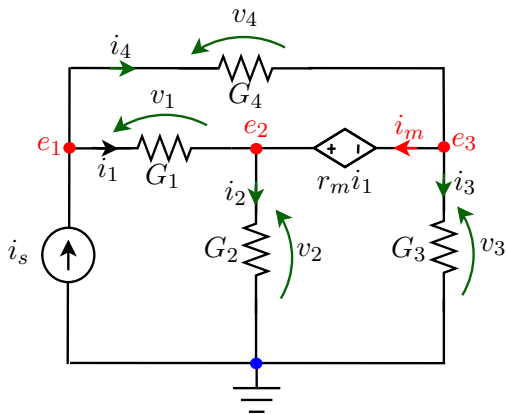 v₄
i₄
G₄
v₁
e₁
e₂
iₘ
e₃
i₁
G₁
+ -
rₘi₁
i₂
i₃
iₛ
G₂
v₂
G₃
v₃